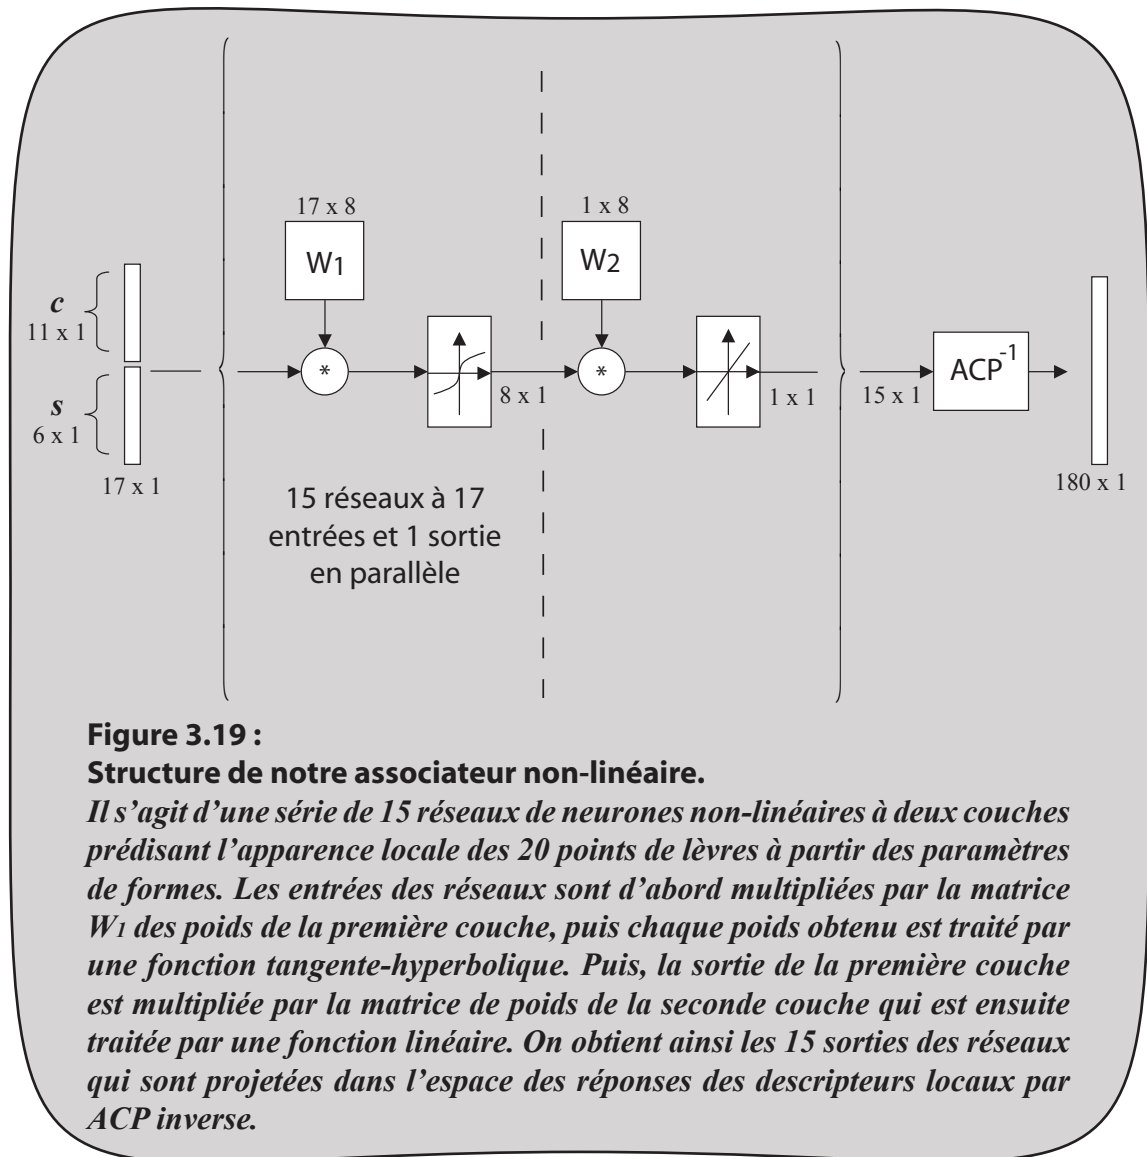 17 x 8
1 x 8
W1
W2
c
11 x 1
s
6 x 1
17 x 1
*
8 x 1
*
1 x 1
15 x 1
ACP-1
180 x 1
15 réseaux à 17
entrées et 1 sortie
en parallèle
Figure 3.19 :
Structure de notre associateur non-linéaire.
Il s'agit d'une série de 15 réseaux de neurones non-linéaires à deux couches
prédisant l'apparence locale des 20 points de lèvres à partir des paramètres
de formes. Les entrées des réseaux sont d'abord multipliées par la matrice
W1 des poids de la première couche, puis chaque poids obtenu est traité par
une fonction tangente-hyperbolique. Puis, la sortie de la première couche
est multipliée par la matrice de poids de la seconde couche qui est ensuite
traitée par une fonction linéaire. On obtient ainsi les 15 sorties des réseaux
qui sont projetées dans l'espace des réponses des descripteurs locaux par
ACP inverse.